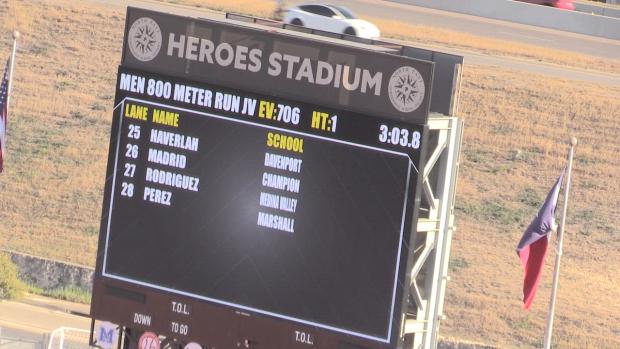 HEROES STADIUM
MEN 800 METER RUN JV EV:706 HT:1 3:03.8
LANE NAME SCHOOL
25 NAVERLAN DAVENPORT
26 MADRID CHAMPION
27 RODRIGUEZ MEDINA VALLEY
28 PEREZ MARSHALL
T.O.L. T.O.L.
DOWN TO GO